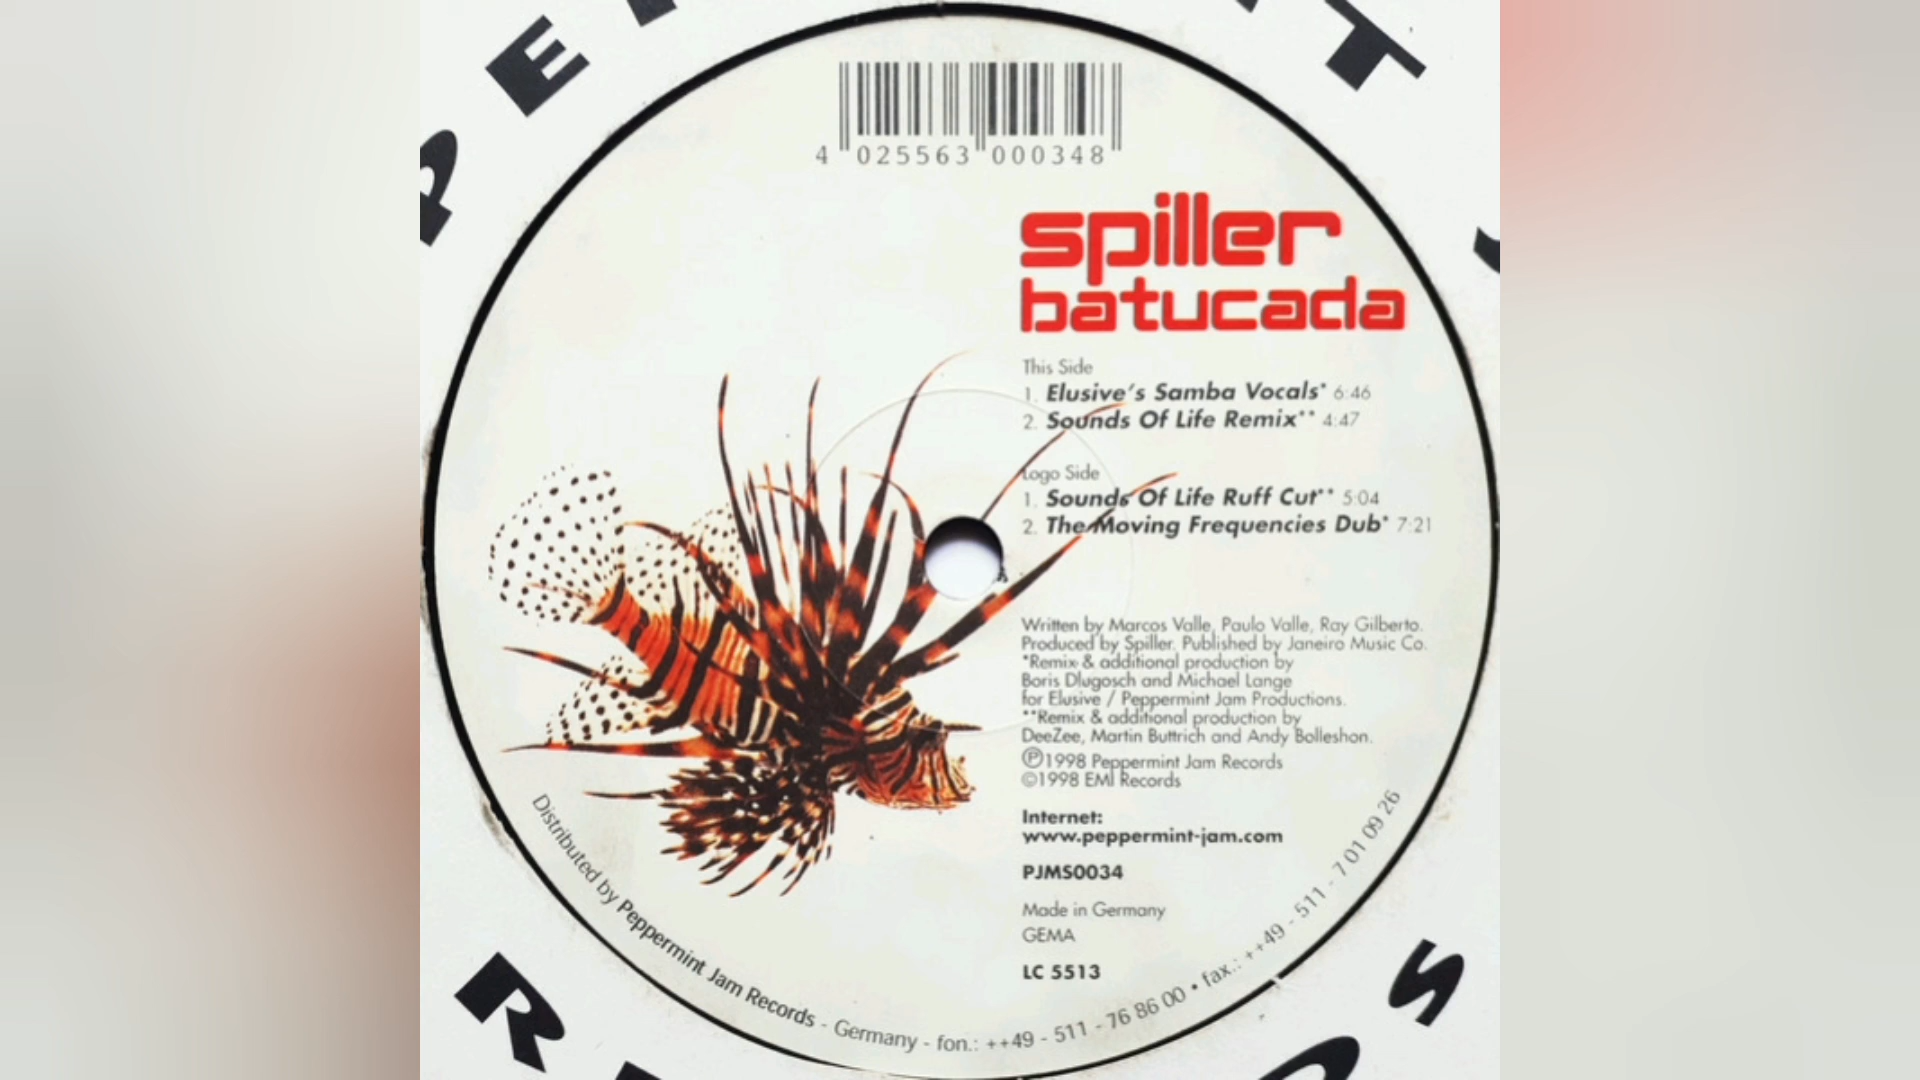 4 025563 000348
spiller
batucada
This Side
1. Elusive's Samba Vocals* 6:46
2. Sounds Of Life Remix** 4:47
Logo Side
1. Sounds Of Life Ruff Cut** 5:04
2. The Moving Frequencies Dub* 7:21
Written by Marcos Valle, Paulo Valle, Ray Gilberto.
Produced by Spiller. Published by Janeiro Music Co.
*Remix & additional production by
Boris Dlugosch and Michael Lange
for Elusive / Peppermint Jam Productions.
**Remix & additional production by
DeeZee, Martin Buttrich and Andy Bolleshon.
℗1998 Peppermint Jam Records
©1998 EMI Records
Internet:
www.peppermint-jam.com
PJMS0034
Made in Germany
GEMA
LC 5513
Distributed by Peppermint Jam Records - Germany - fon.: ++49 - 511 - 76 86 00 • fax.: ++49 - 511 - 7 01 09 26